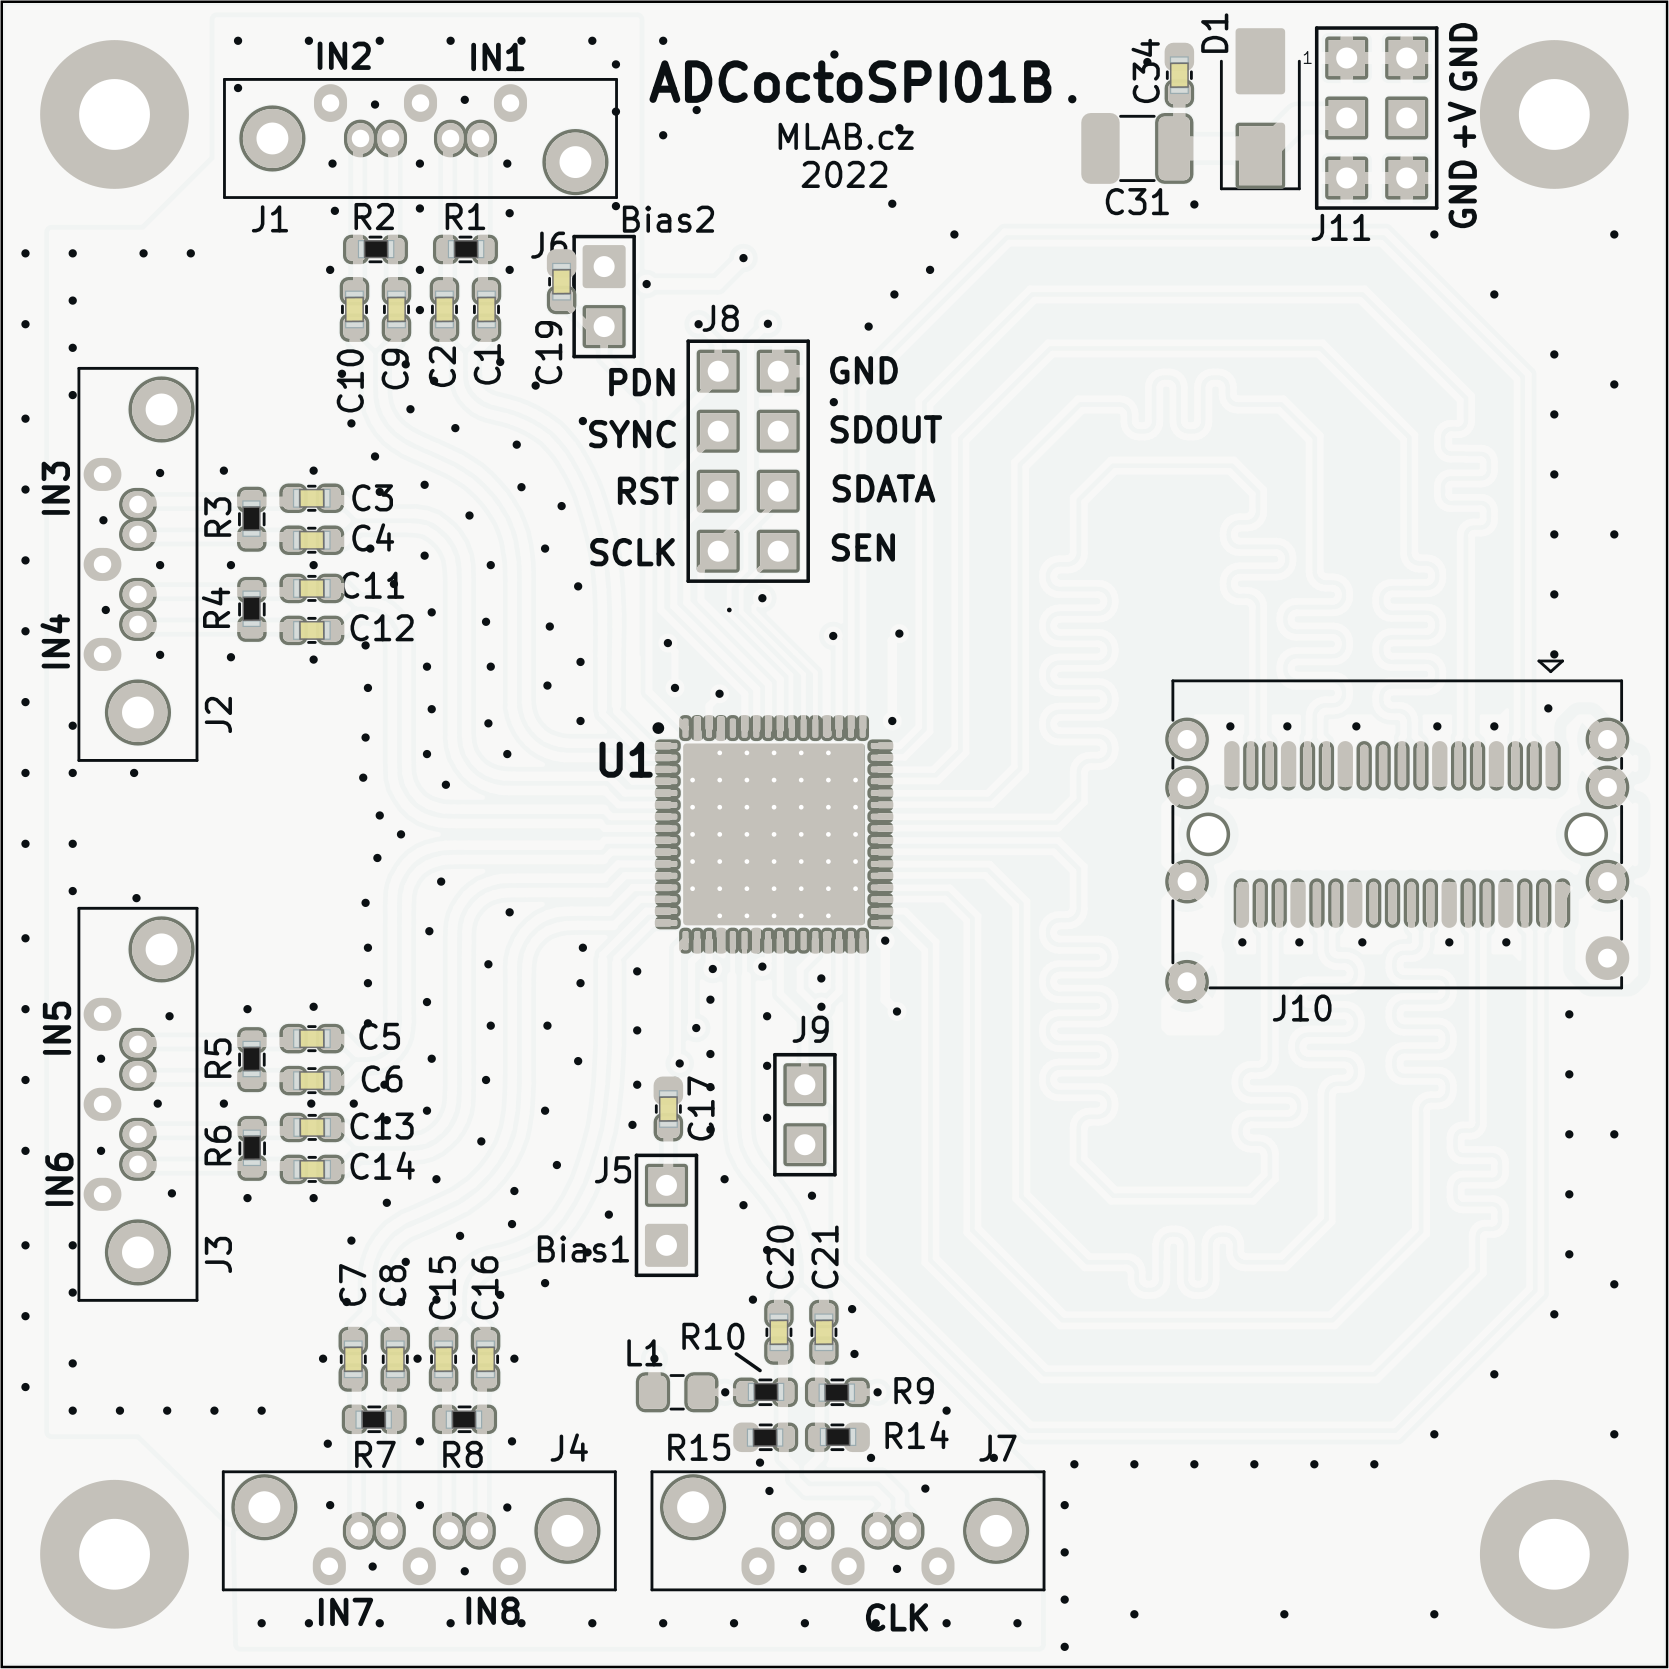 IN2
IN1
ADCoctoSPI01B
MLAB.cz
2022
C34
D1
1
GND +V GND
C31
J11
J1
R2
R1
Bias2
J6
C10
C9
C2
C1
C19
J8
PDN
GND
SYNC
SDOUT
RST
SDATA
SCLK
SEN
IN3
R3
C3
C4
IN4
R4
C11
C12
J2
U1
J10
IN5
R5
C5
C6
IN6
R6
C13
C14
J3
J9
C17
J5
Bias1
C20
C21
C7
C8
C15
C16
R10
L1
R9
R7
R8
J4
R15
R14
J7
IN7
IN8
CLK